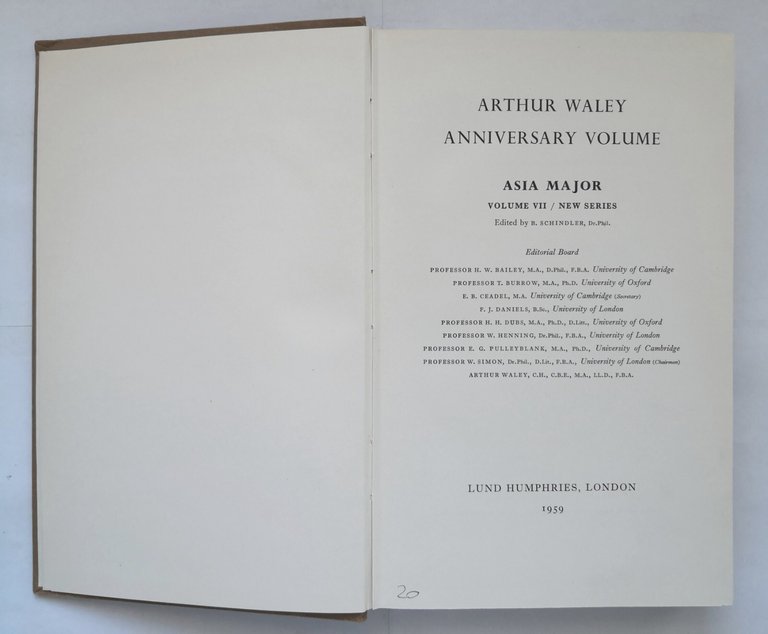 ARTHUR WALEY
ANNIVERSARY VOLUME
ASIA MAJOR
VOLUME VII / NEW SERIES
Edited by B. SCHINDLER, Dr.Phil.
Editorial Board
PROFESSOR H. W. BAILEY, M.A., D.Phil., F.B.A. University of Cambridge
PROFESSOR T. BURROW, M.A., Ph.D. University of Oxford
E. B. CEADEL, M.A. University of Cambridge (Secretary)
F. J. DANIELS, B.Sc., University of London
PROFESSOR H. H. DUBS, M.A., Ph.D., D.Litt., University of Oxford
PROFESSOR W. HENNING, Dr.Phil., F.B.A., University of London
PROFESSOR E. G. PULLEYBLANK, M.A., Ph.D., University of Cambridge
PROFESSOR W. SIMON, Dr.Phil., D.Lit., F.B.A., University of London (Chairman)
ARTHUR WALEY, C.H., C.B.E., M.A., LL.D., F.B.A.
LUND HUMPHRIES, LONDON
1959
20